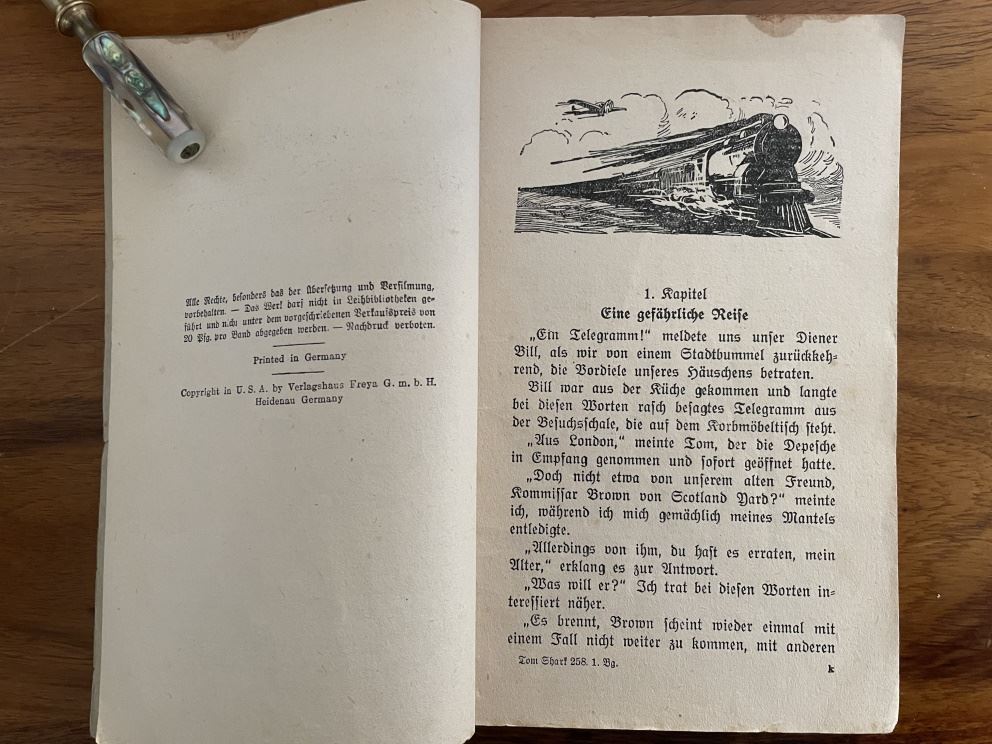 Alle Rechte, besonders das der Übersetzung und Verfilmung,
vorbehalten. — Das Werk darf nicht in Leihbibliotheken ge-
führt und nicht unter dem vorgeschriebenen Verkaufspreis von
20 Pfg. pro Band abgegeben werden. — Nachdruck verboten.
Printed in Germany
Copyright in U. S. A. by Verlagshaus Freya G. m. b. H.
Heidenau Germany
1. Kapitel
Eine gefährliche Reise
„Ein Telegramm!“ meldete uns unser Diener
Bill, als wir von einem Stadtbummel zurückkeh-
rend, die Vordiele unseres Häuschens betraten.
Bill war aus der Küche gekommen und langte
bei diesen Worten rasch besagtes Telegramm aus
der Besuchsschale, die auf dem Korbmöbeltisch steht.
„Aus London,“ meinte Tom, der die Depesche
in Empfang genommen und sofort geöffnet hatte.
„Doch nicht etwa von unserem alten Freund,
Kommissar Brown von Scotland Yard?“ meinte
ich, während ich mich gemächlich meines Mantels
entledigte.
„Allerdings von ihm, du hast es erraten, mein
Alter,“ erklang es zur Antwort.
„Was will er?“ Ich trat bei diesen Worten in-
teressiert näher.
„Es brennt, Brown scheint wieder einmal mit
einem Fall nicht weiter zu kommen, mit anderen
Tom Shark 258. 1. Bg.
k